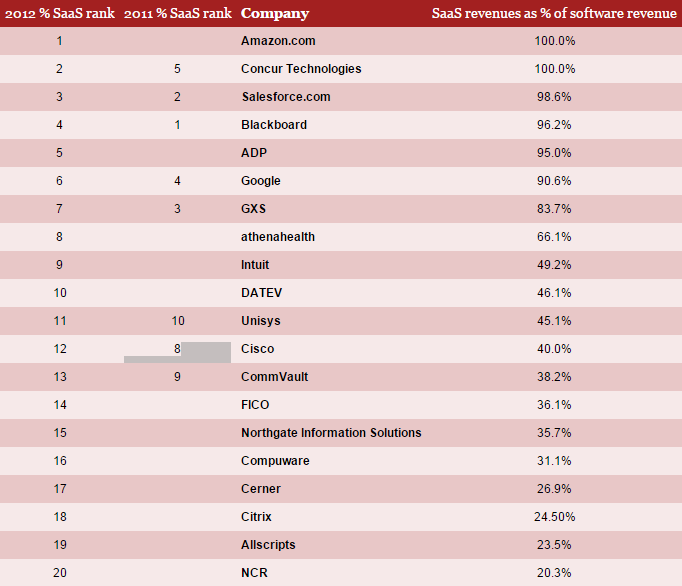 2012 % SaaS rank 2011 % SaaS rank Company SaaS revenues as % of software revenue
1 Amazon.com 100.0%
2 5 Concur Technologies 100.0%
3 2 Salesforce.com 98.6%
4 1 Blackboard 96.2%
5 ADP 95.0%
6 4 Google 90.6%
7 3 GXS 83.7%
8 athenahealth 66.1%
9 Intuit 49.2%
10 DATEV 46.1%
11 10 Unisys 45.1%
12 8 Cisco 40.0%
13 9 CommVault 38.2%
14 FICO 36.1%
15 Northgate Information Solutions 35.7%
16 Compuware 31.1%
17 Cerner 26.9%
18 Citrix 24.50%
19 Allscripts 23.5%
20 NCR 20.3%